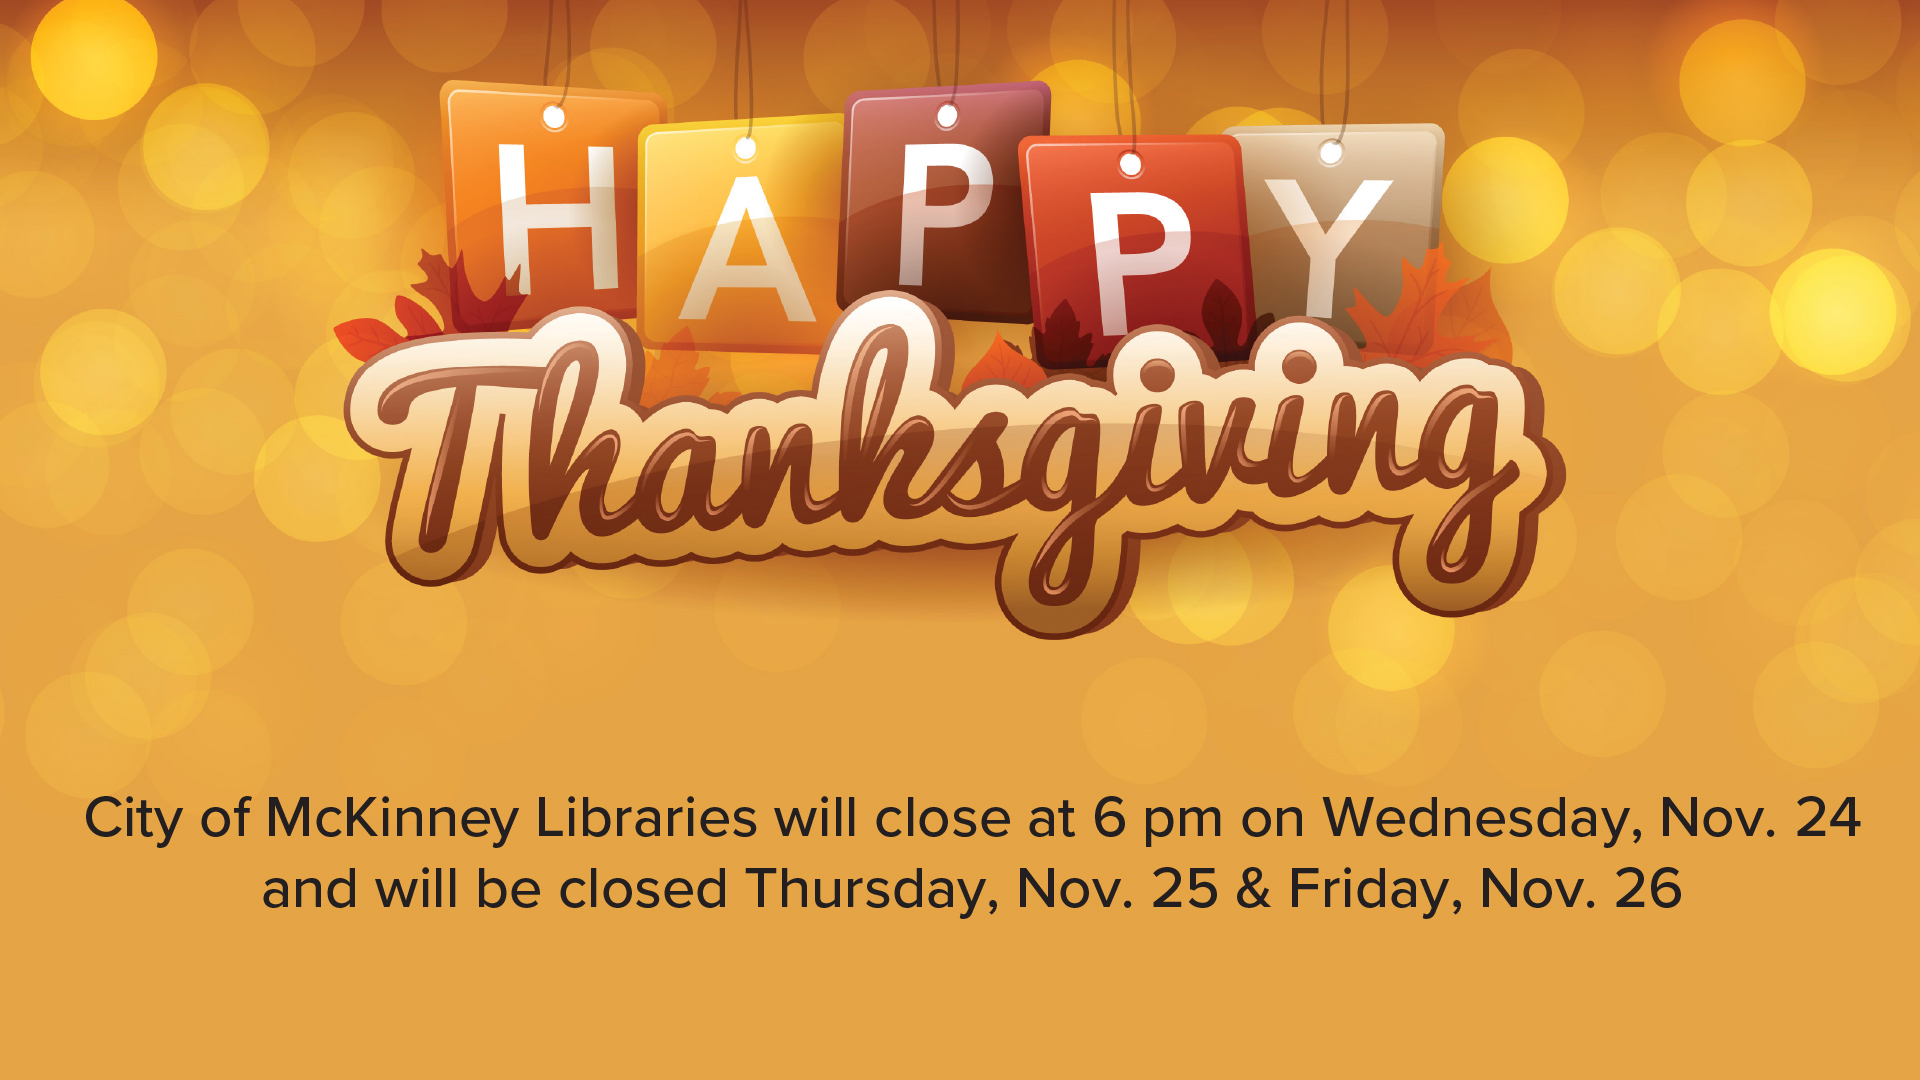 HAPPY
Thanksgiving
City of McKinney Libraries will close at 6 pm on Wednesday, Nov. 24
and will be closed Thursday, Nov. 25 & Friday, Nov. 26